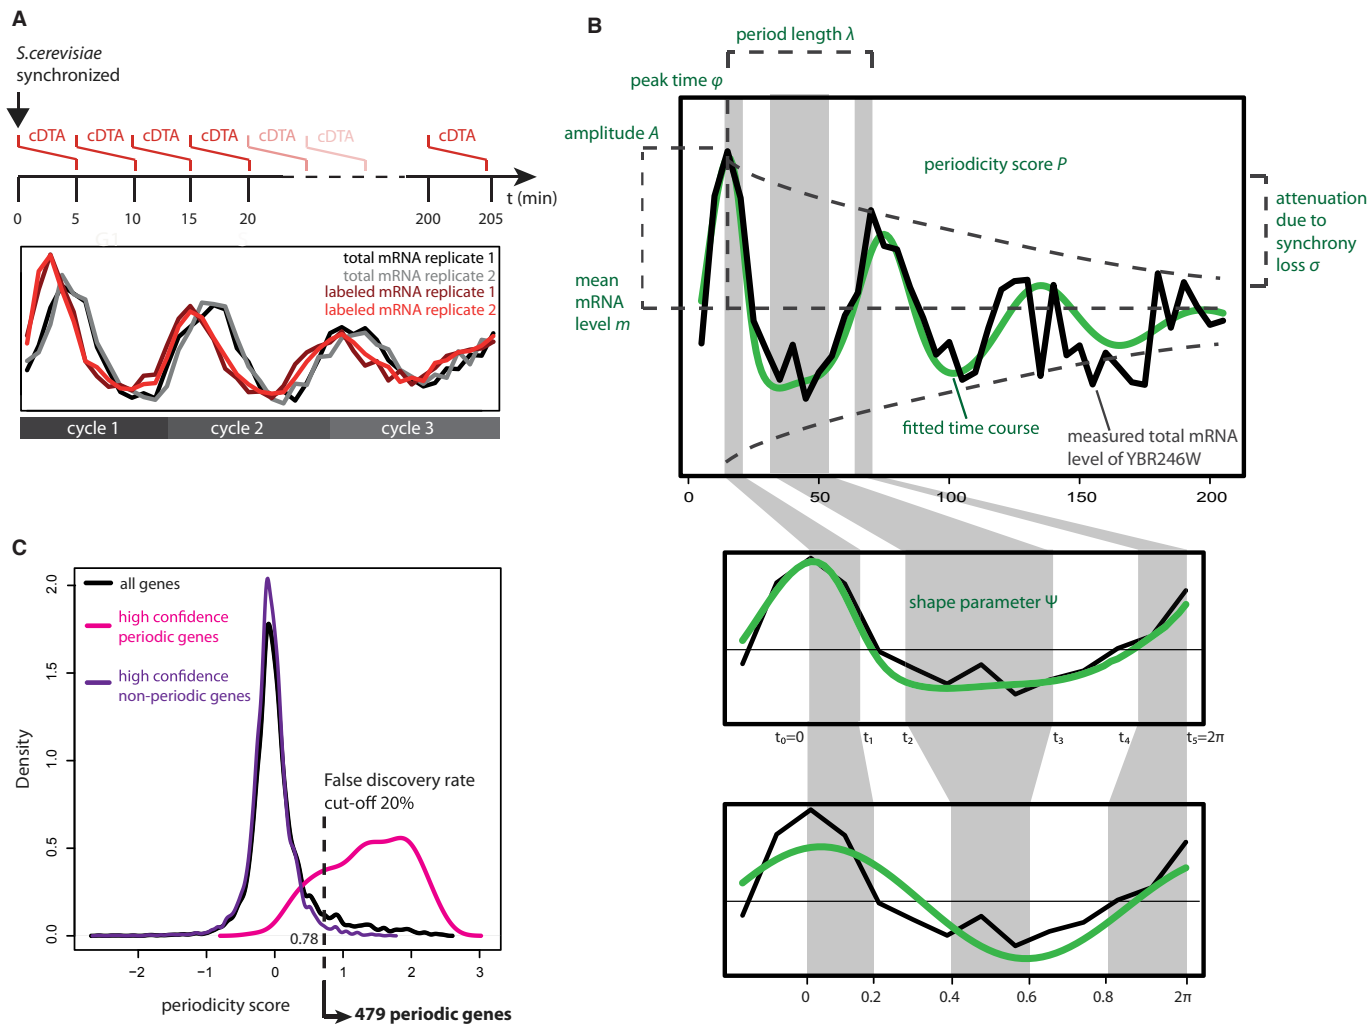 A
S.cerevisiae
synchronized
cDTA cDTA cDTA cDTA cDTA cDTA cDTA
t (min)
0 5 10 15 20 200 205
G1 S
total mRNA replicate 1
total mRNA replicate 2
labeled mRNA replicate 1
labeled mRNA replicate 2
cycle 1 cycle 2 cycle 3
B
period length λ
peak time φ
amplitude A
periodicity score P
attenuation
due to
synchrony
loss σ
mean
mRNA
level m
fitted time course
measured total mRNA
level of YBR246W
0 50 100 150 200
shape parameter Ψ
t₀=0 t₁ t₂ t₃ t₄ t₅=2π
0 0.2 0.4 0.6 0.8 2π
C
all genes
high confidence
periodic genes
high confidence
non-periodic genes
Density
0.0 0.5 1.0 1.5 2.0
False discovery rate
cut-off 20%
0.78
−2 −1 0 1 2 3
periodicity score
479 periodic genes